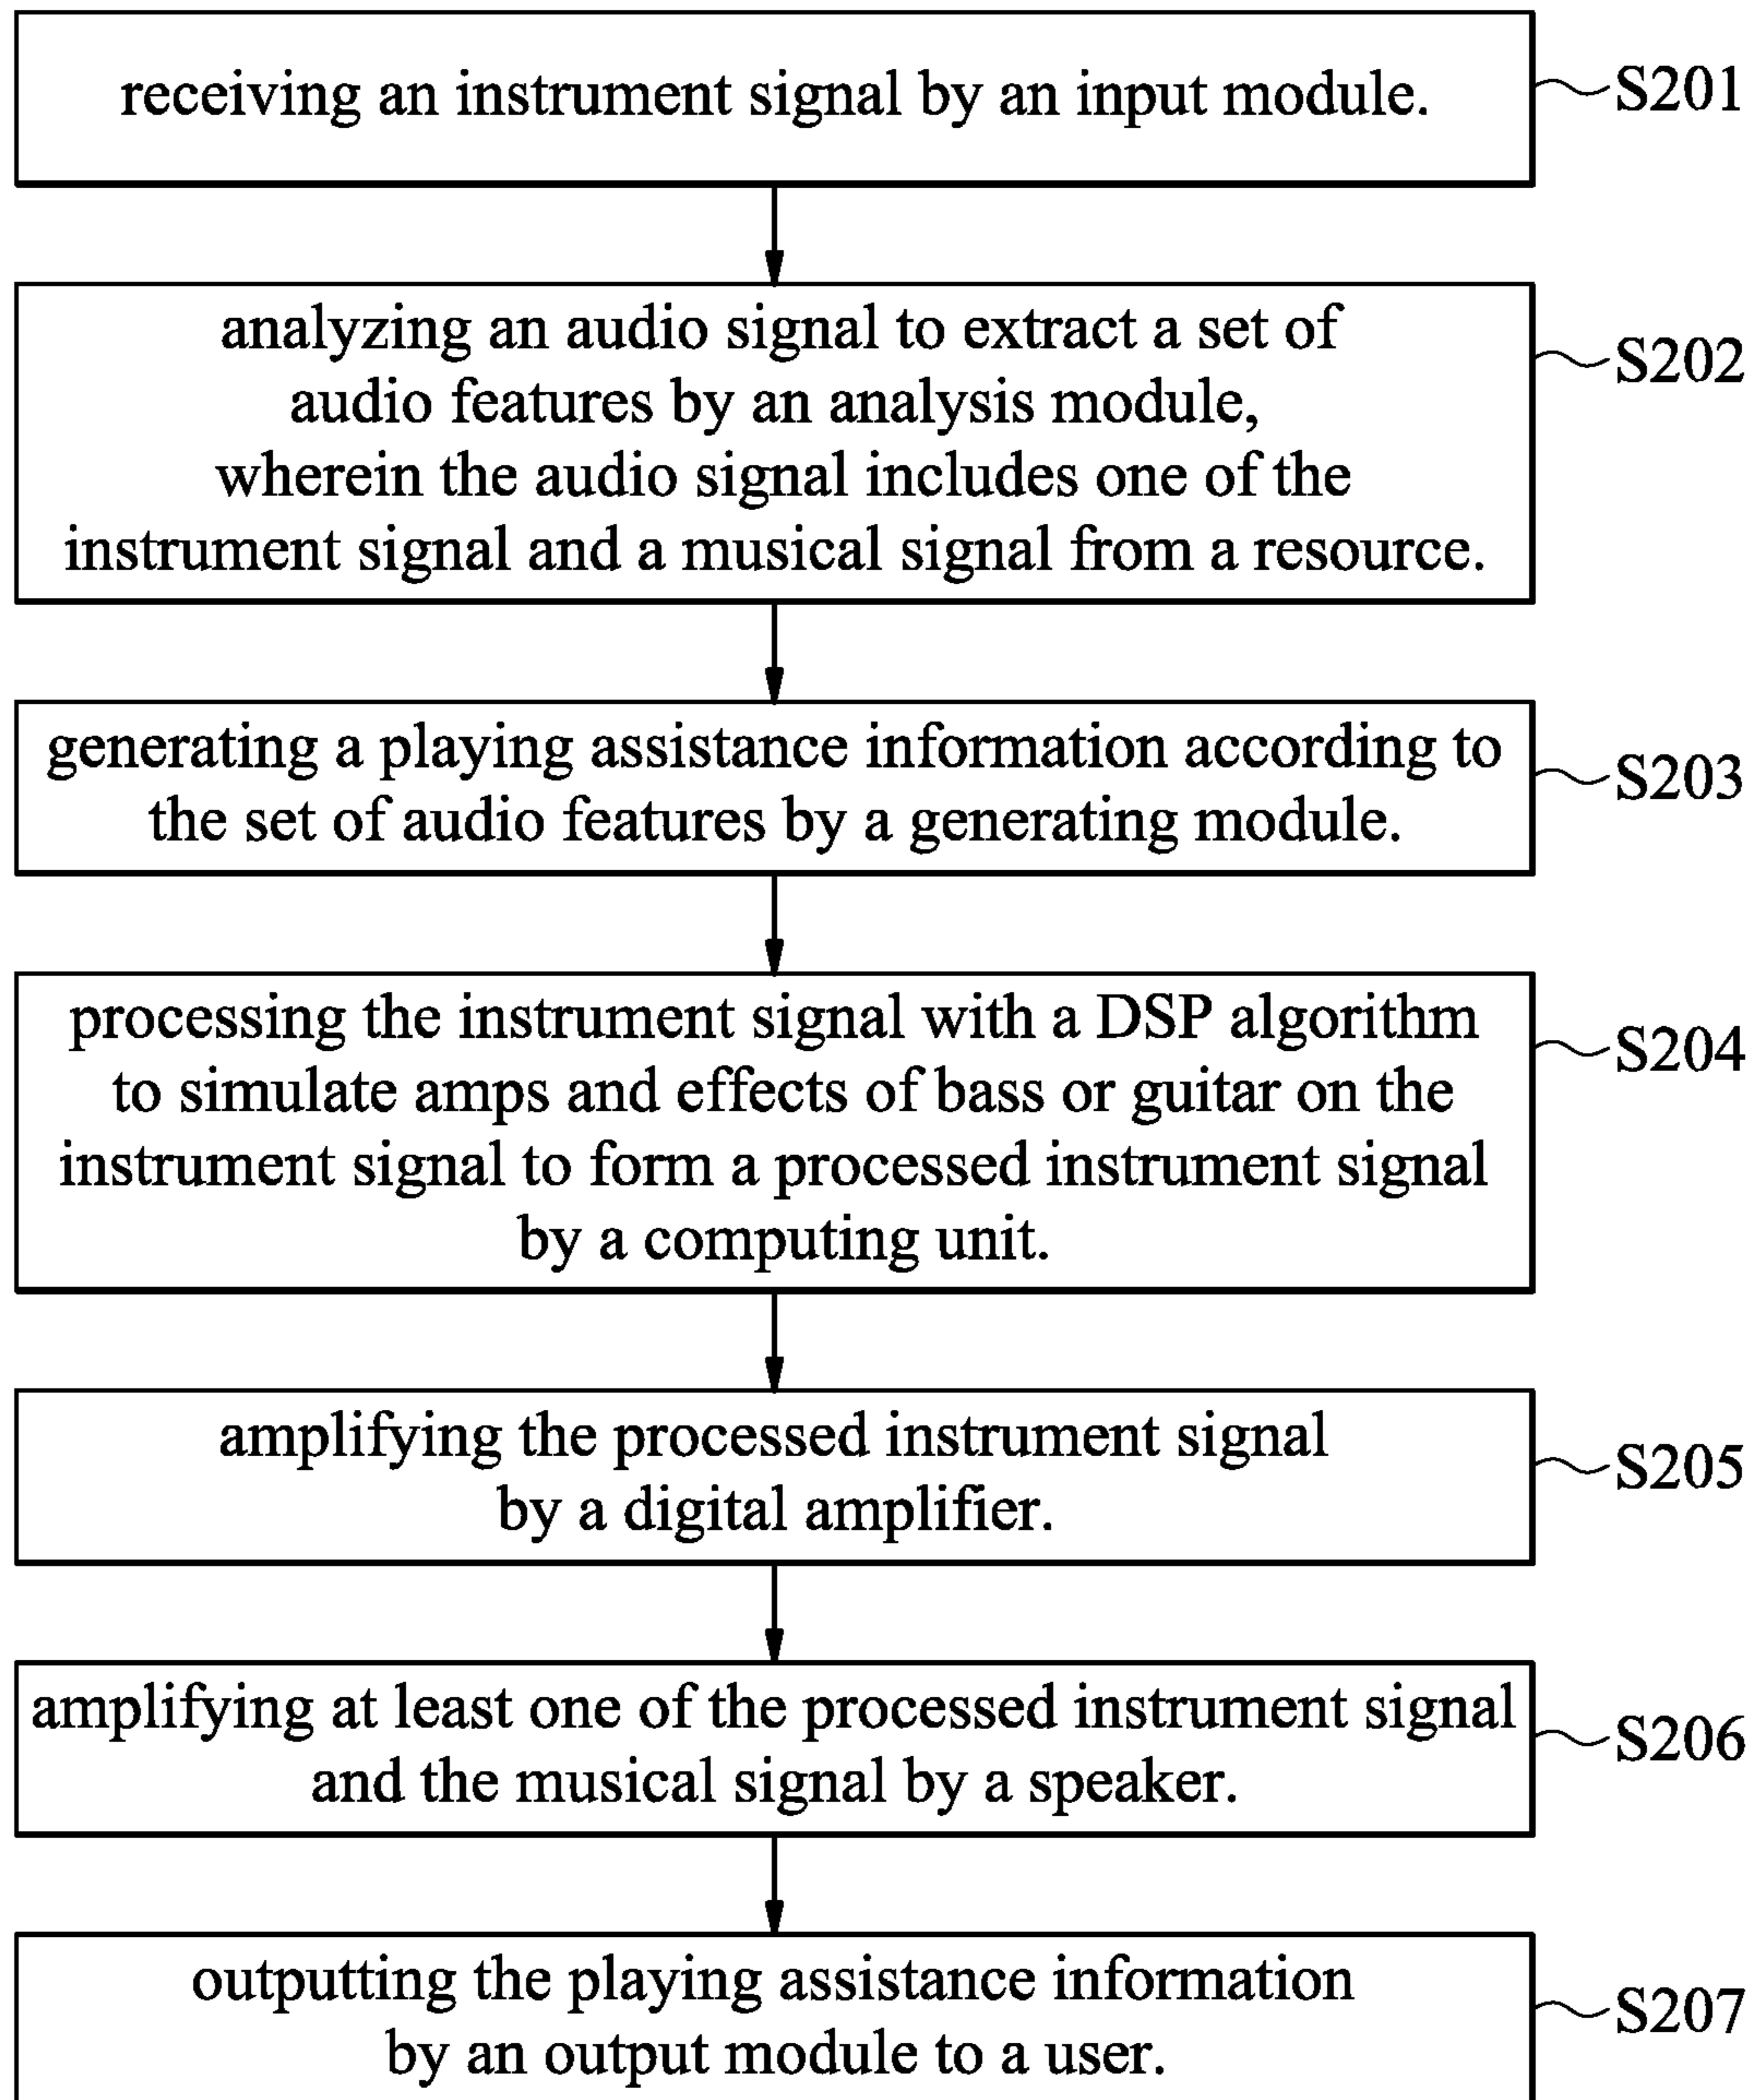 receiving an instrument signal by an input module.
S201
analyzing an audio signal to extract a set of
audio features by an analysis module,
wherein the audio signal includes one of the
instrument signal and a musical signal from a resource.
S202
generating a playing assistance information according to
the set of audio features by a generating module.
S203
processing the instrument signal with a DSP algorithm
to simulate amps and effects of bass or guitar on the
instrument signal to form a processed instrument signal
by a computing unit.
S204
amplifying the processed instrument signal
by a digital amplifier.
S205
amplifying at least one of the processed instrument signal
and the musical signal by a speaker.
S206
outputting the playing assistance information
by an output module to a user.
S207